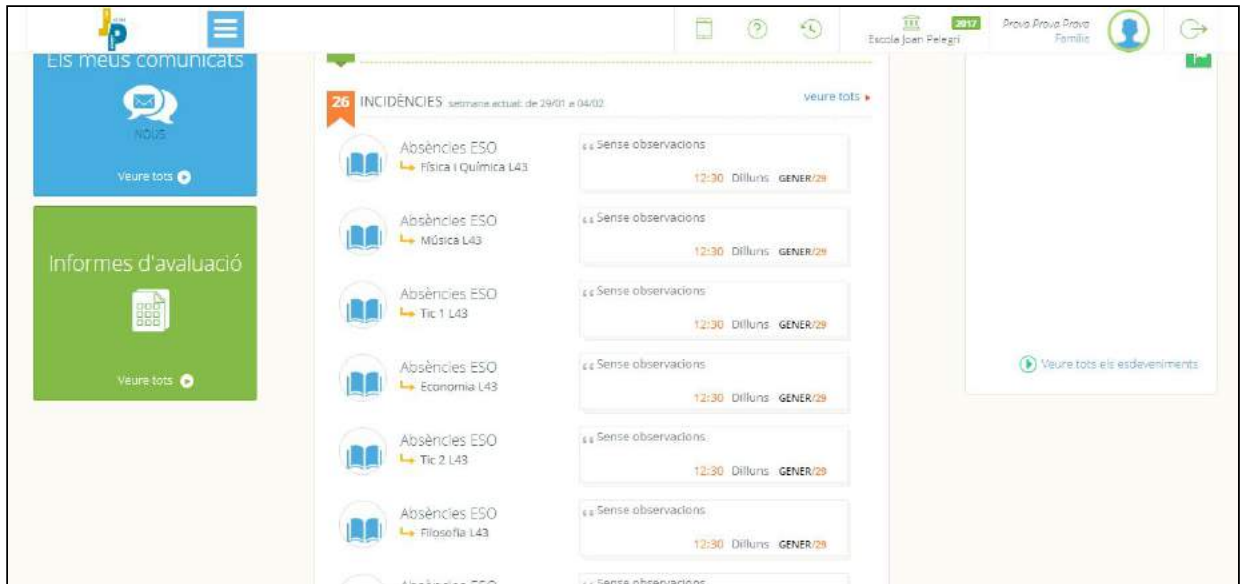 2017
Escola Joan Pelegrí
Prova Prova Prova
Família
Els meus comunicats
NOUS
Veure tots
Informes d'avaluació
Veure tots
26 INCIDÈNCIES setmana actual: de 29/01 a 04/02
veure tots
Absències ESO
Física i Química L43
Sense observacions
12:30 Dilluns GENER/29
Absències ESO
Música L43
Sense observacions
12:30 Dilluns GENER/29
Absències ESO
Tic 1 L43
Sense observacions
12:30 Dilluns GENER/29
Absències ESO
Economia L43
Sense observacions
12:30 Dilluns GENER/29
Absències ESO
Tic 2 L43
Sense observacions
12:30 Dilluns GENER/29
Absències ESO
Filosofia L43
Sense observacions
12:30 Dilluns GENER/29
Absències ESO
Sense observacions
Veure tots els esdeveniments